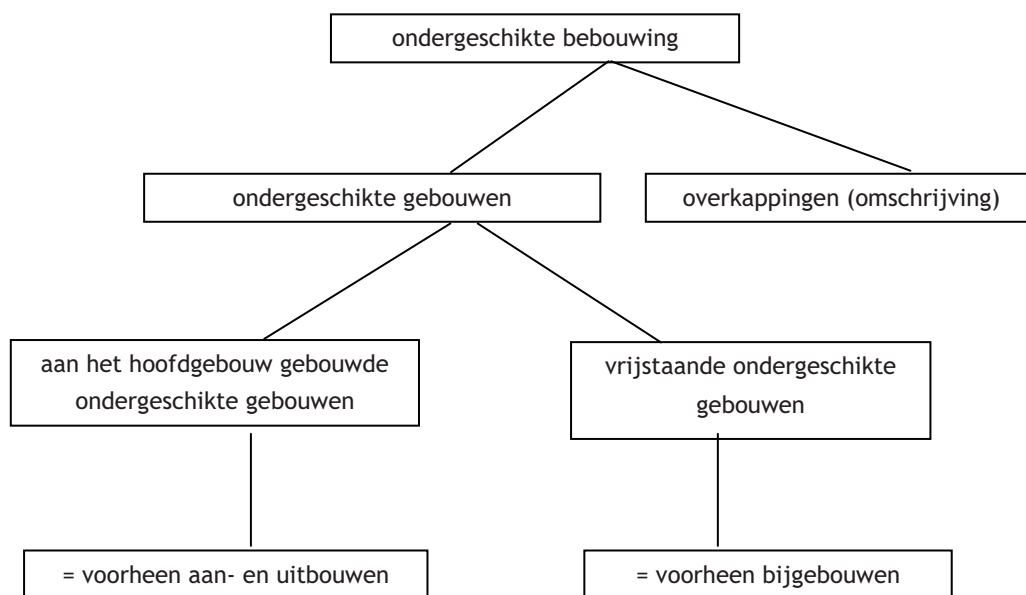 ondergeschikte bebouwing
ondergeschikte gebouwen
overkappingen (omschrijving)
aan het hoofdgebouw gebouwde
ondergeschikte gebouwen
vrijstaande ondergeschikte
gebouwen
= voorheen aan- en uitbouwen
= voorheen bijgebouwen